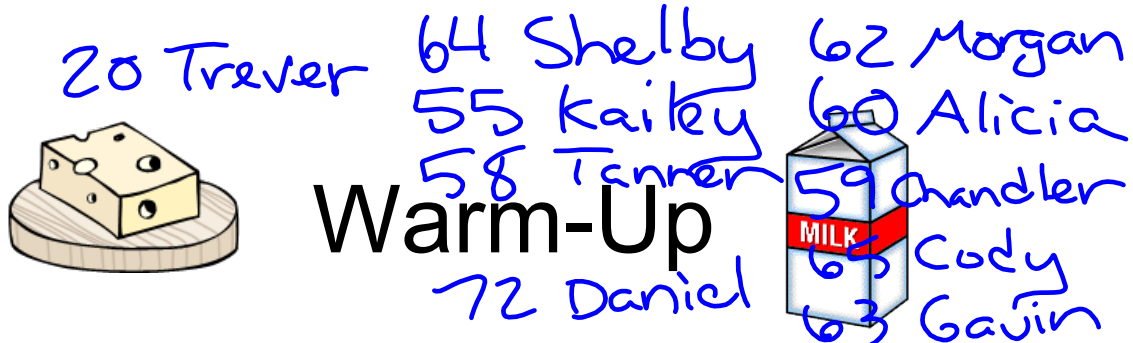 20 Trever
64 Shelby
55 Kailey
58 Tanner
Warm-Up
72 Daniel
62 Morgan
60 Alicia
59 Chandler
MILK
65 Cody
63 Gavin